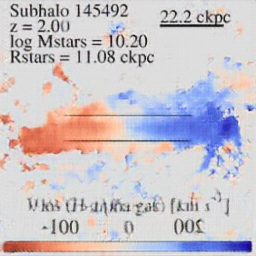 Subhalo 145492
z = 2.00
log Mstars = 10.20
Rstars = 11.08 ckpc
22.2 ckpc
-100 0